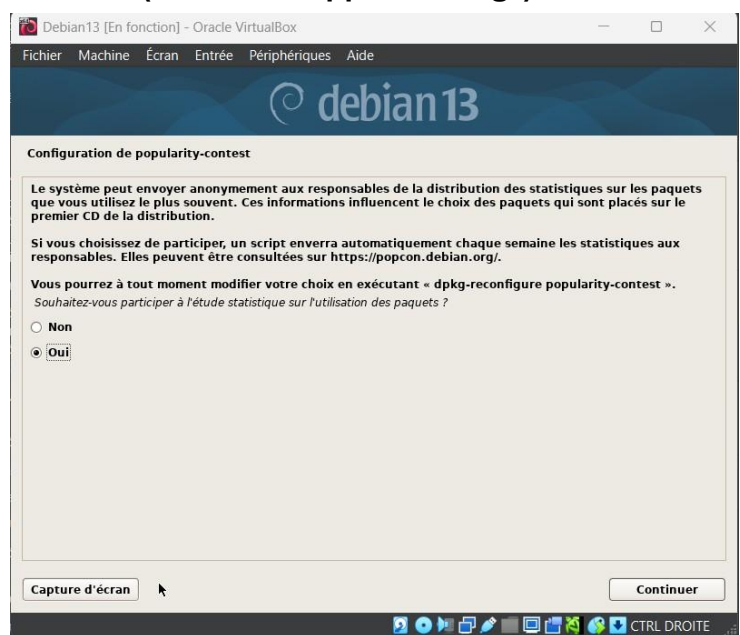 Debian13 [En fonction] - Oracle VirtualBox
Fichier Machine Écran Entrée Périphériques Aide
debian 13
Configuration de popularity-contest
Le système peut envoyer anonymement aux responsables de la distribution des statistiques sur les paquets
que vous utilisez le plus souvent. Ces informations influencent le choix des paquets qui sont placés sur le
premier CD de la distribution.
Si vous choisissez de participer, un script enverra automatiquement chaque semaine les statistiques aux
responsables. Elles peuvent être consultées sur https://popcon.debian.org/.
Vous pourrez à tout moment modifier votre choix en exécutant « dpkg-reconfigure popularity-contest ».
Souhaitez-vous participer à l'étude statistique sur l'utilisation des paquets ?
Non
Oui
Capture d'écran Continuer
CTRL DROITE